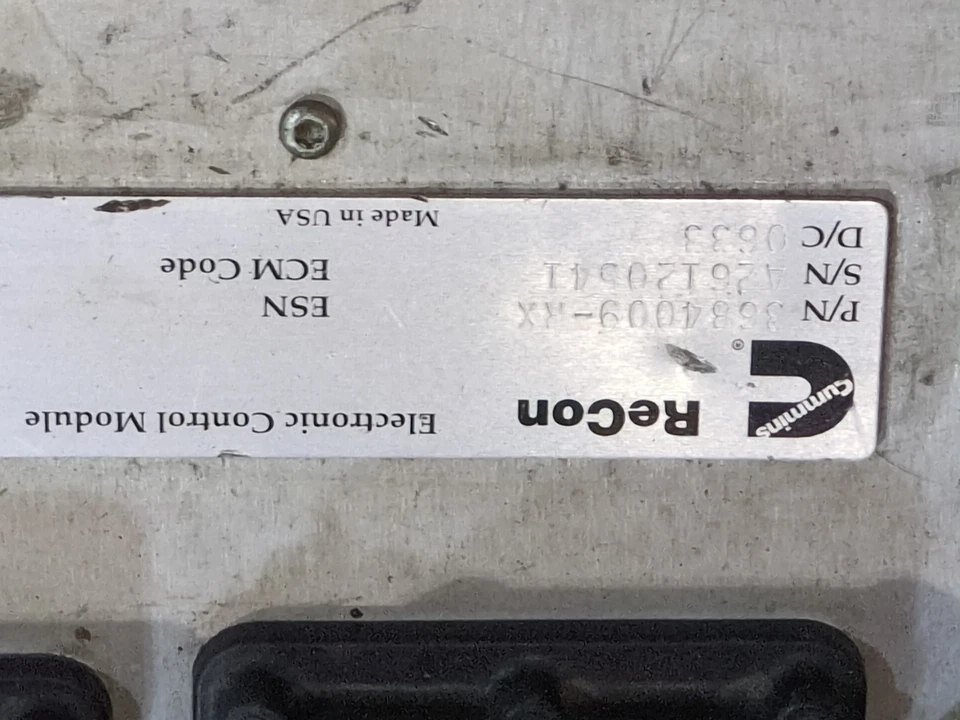 Cummins ® ReCon Electronic Control Module
P/N 3684009-RX ESN
S/N ECM Code
D/C 0633 Made in USA